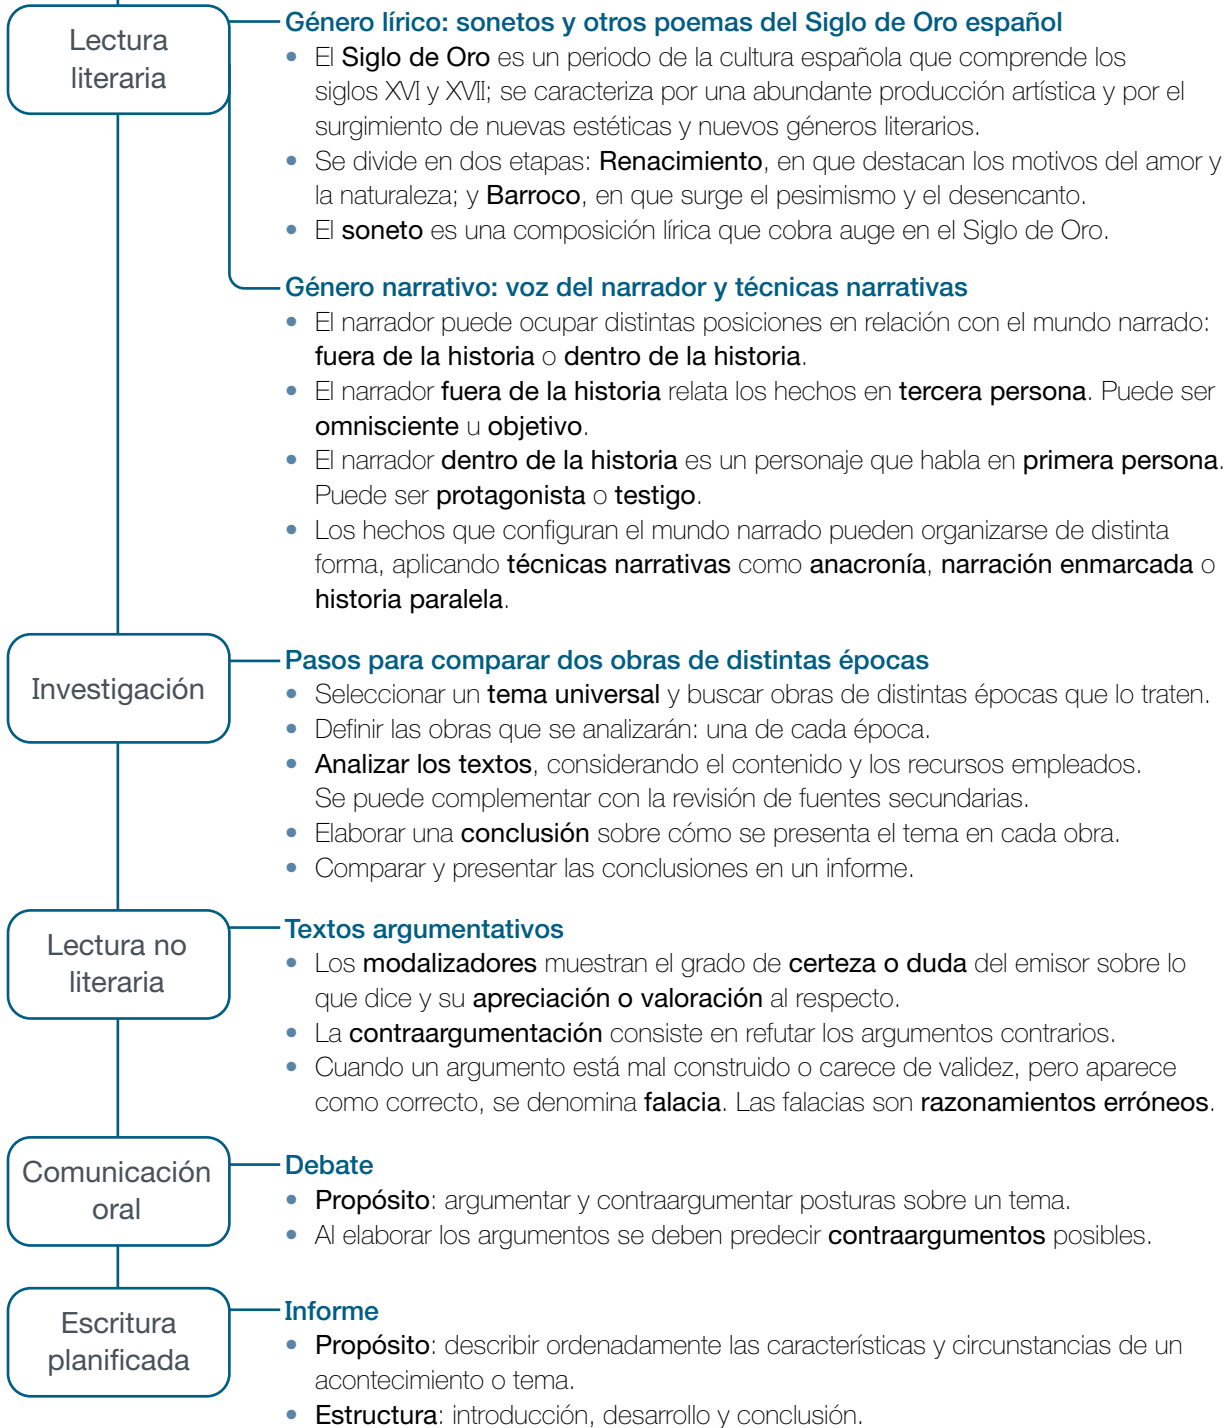 Lectura
literaria
Género lírico: sonetos y otros poemas del Siglo de Oro español
• El Siglo de Oro es un periodo de la cultura española que comprende los
siglos XVI y XVII; se caracteriza por una abundante producción artística y por el
surgimiento de nuevas estéticas y nuevos géneros literarios.
• Se divide en dos etapas: Renacimiento, en que destacan los motivos del amor y
la naturaleza; y Barroco, en que surge el pesimismo y el desencanto.
• El soneto es una composición lírica que cobra auge en el Siglo de Oro.
Género narrativo: voz del narrador y técnicas narrativas
• El narrador puede ocupar distintas posiciones en relación con el mundo narrado:
fuera de la historia o dentro de la historia.
• El narrador fuera de la historia relata los hechos en tercera persona. Puede ser
omnisciente u objetivo.
• El narrador dentro de la historia es un personaje que habla en primera persona.
Puede ser protagonista o testigo.
• Los hechos que configuran el mundo narrado pueden organizarse de distinta
forma, aplicando técnicas narrativas como anacronía, narración enmarcada o
historia paralela.
Investigación
Pasos para comparar dos obras de distintas épocas
• Seleccionar un tema universal y buscar obras de distintas épocas que lo traten.
• Definir las obras que se analizarán: una de cada época.
• Analizar los textos, considerando el contenido y los recursos empleados.
Se puede complementar con la revisión de fuentes secundarias.
• Elaborar una conclusión sobre cómo se presenta el tema en cada obra.
• Comparar y presentar las conclusiones en un informe.
Lectura no
literaria
Textos argumentativos
• Los modalizadores muestran el grado de certeza o duda del emisor sobre lo
que dice y su apreciación o valoración al respecto.
• La contraargumentación consiste en refutar los argumentos contrarios.
• Cuando un argumento está mal construido o carece de validez, pero aparece
como correcto, se denomina falacia. Las falacias son razonamientos erróneos.
Comunicación
oral
Debate
• Propósito: argumentar y contraargumentar posturas sobre un tema.
• Al elaborar los argumentos se deben predecir contraargumentos posibles.
Escritura
planificada
Informe
• Propósito: describir ordenadamente las características y circunstancias de un
acontecimiento o tema.
• Estructura: introducción, desarrollo y conclusión.